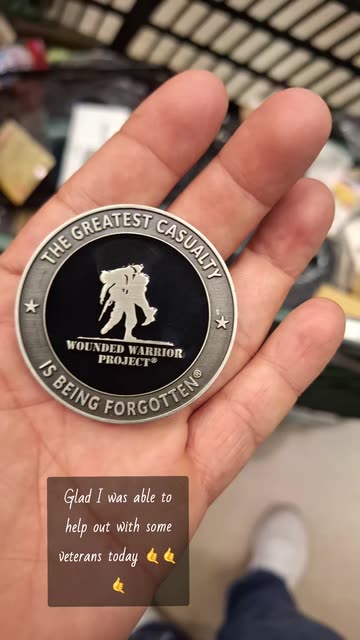 THE GREATEST CASUALTY
WOUNDED WARRIOR
PROJECT®
IS BEING FORGOTTEN®
Glad I was able to
help out with some
veterans today 🤙🤙
🤙